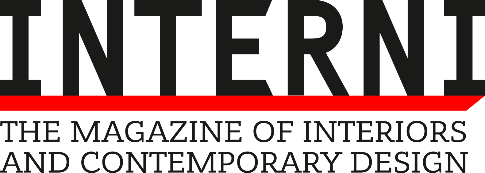 INTERNI
THE MAGAZINE OF INTERIORS
AND CONTEMPORARY DESIGN